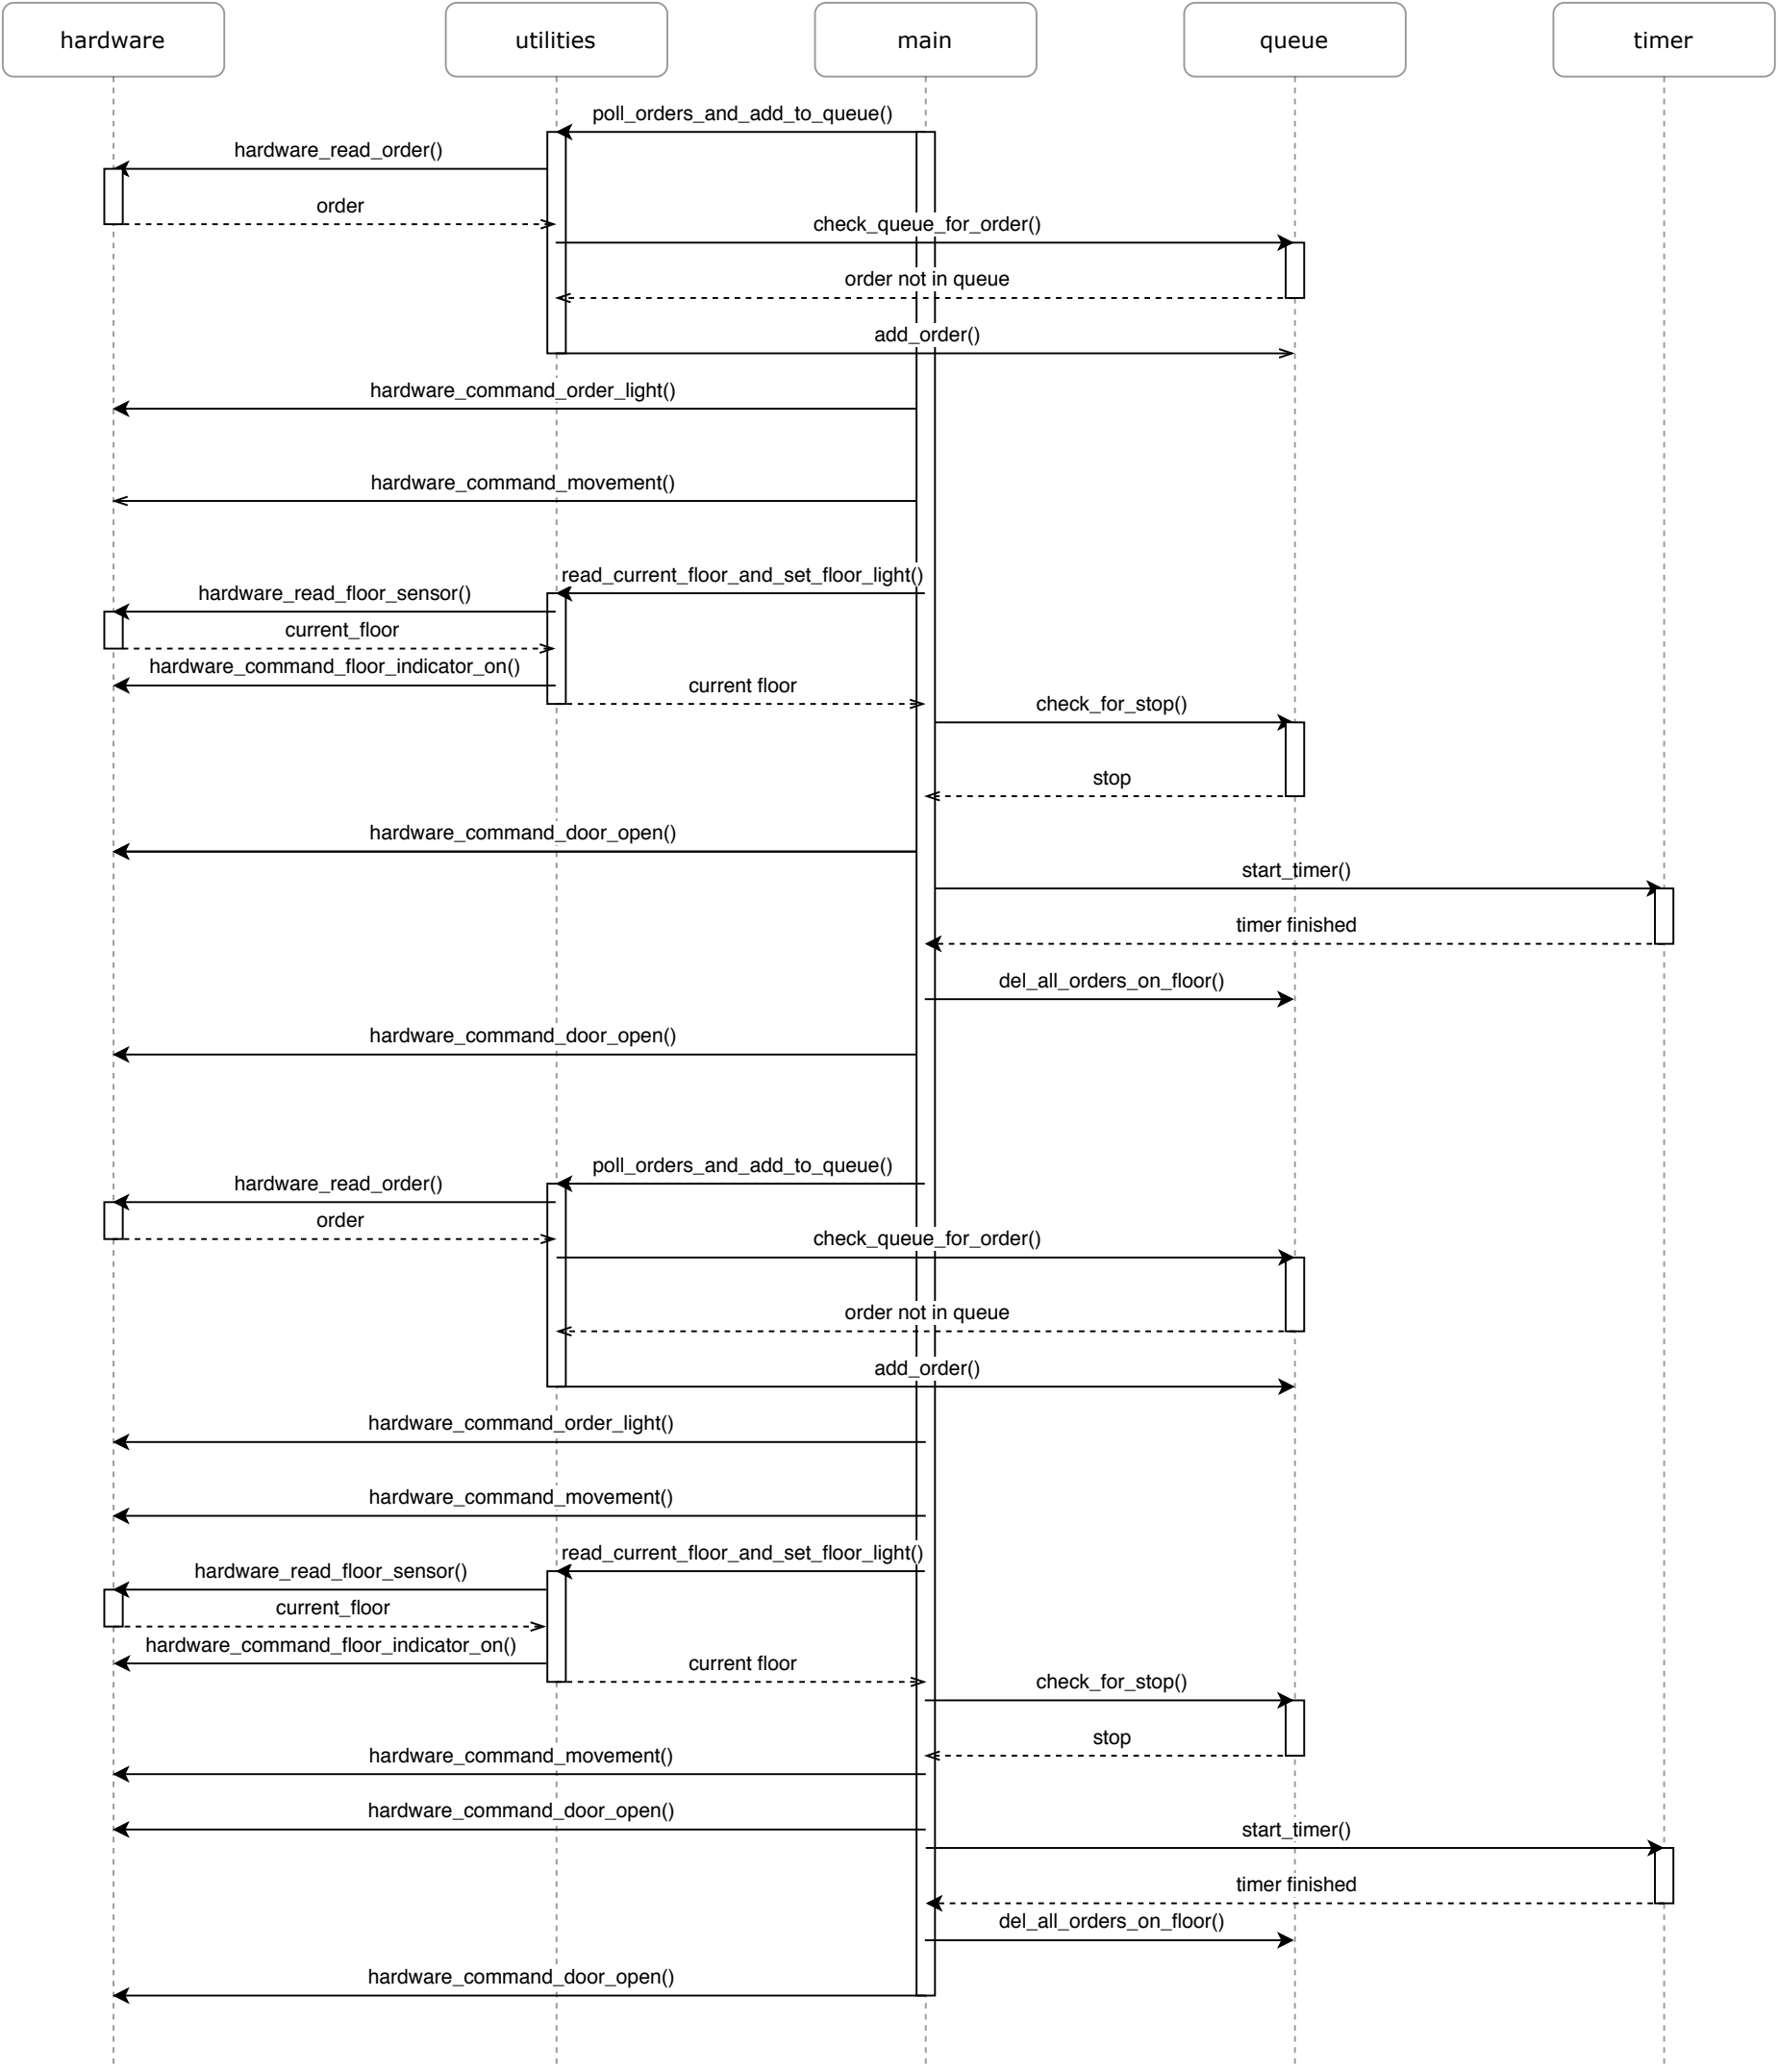 hardware
utilities
main
queue
timer
poll_orders_and_add_to_queue()
hardware_read_order()
order
check_queue_for_order()
order not in queue
add_order()
hardware_command_order_light()
hardware_command_movement()
read_current_floor_and_set_floor_light()
hardware_read_floor_sensor()
current_floor
hardware_command_floor_indicator_on()
current floor
check_for_stop()
stop
hardware_command_door_open()
start_timer()
timer finished
del_all_orders_on_floor()
hardware_command_door_open()
poll_orders_and_add_to_queue()
hardware_read_order()
order
check_queue_for_order()
order not in queue
add_order()
hardware_command_order_light()
hardware_command_movement()
read_current_floor_and_set_floor_light()
hardware_read_floor_sensor()
current_floor
hardware_command_floor_indicator_on()
current floor
check_for_stop()
stop
hardware_command_movement()
hardware_command_door_open()
start_timer()
timer finished
del_all_orders_on_floor()
hardware_command_door_open()